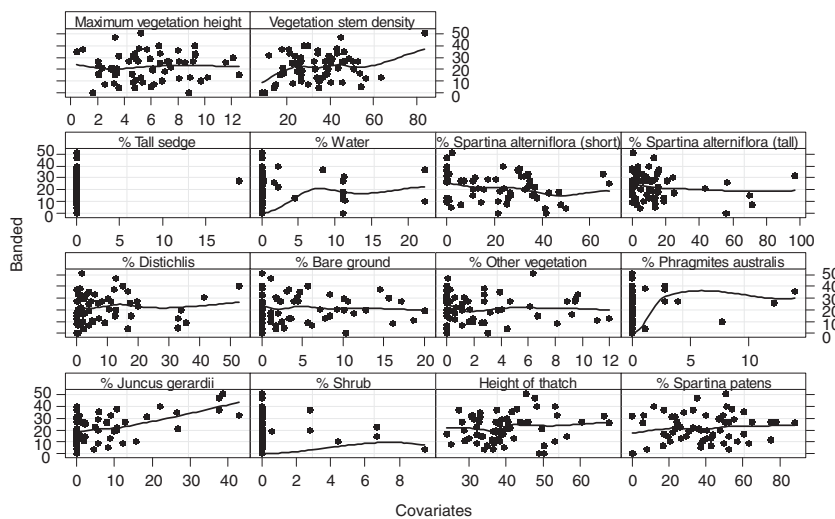 Maximum vegetation height Vegetation stem density
50
40
30
20
10
0
0 2 4 6 8 10 12 20 40 60 80
% Tall sedge % Water % Spartina alterniflora (short) % Spartina alterniflora (tall)
50
40
30
20
10
0
0 5 10 15 0 5 10 15 20 0 20 40 60 0 20 40 60 80 100
Banded
% Distichlis % Bare ground % Other vegetation % Phragmites australis
50
40
30
20
10
0
0 10 20 30 40 50 0 5 10 15 20 0 2 4 6 8 10 12 0 5 10
% Juncus gerardii % Shrub Height of thatch % Spartina patens
50
40
30
20
10
0
0 10 20 30 40 0 2 4 6 8 30 40 50 60 0 20 40 60 80
Covariates